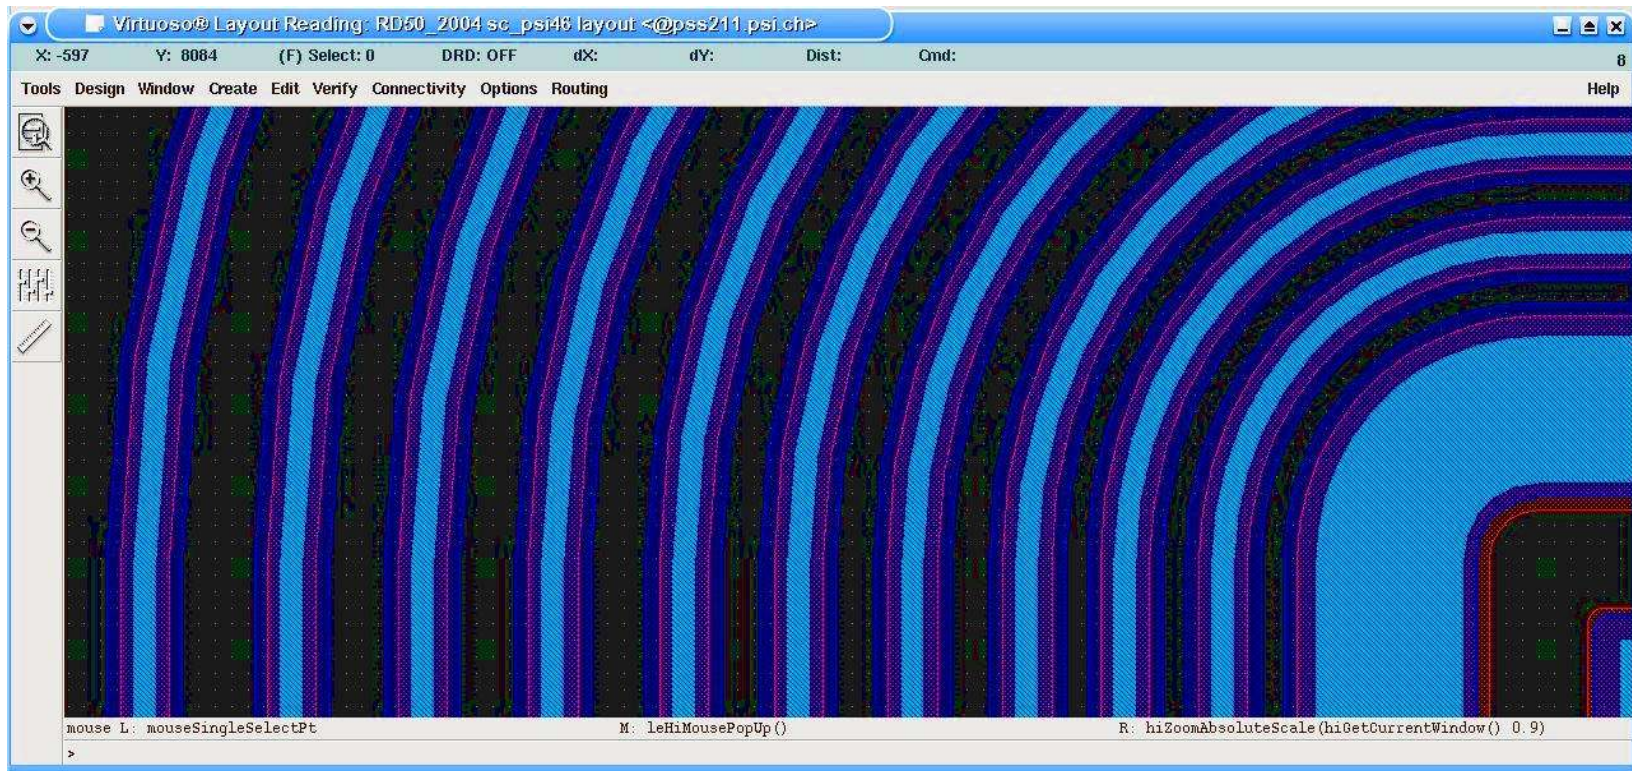 Virtuoso® Layout Reading: RD50_2004 sc_psi46 layout <@pss211.psi.ch>
X: -597 Y: 8084 (F) Select: 0 DRD: OFF dX: dY: Dist: Cmd: 8
Tools Design Window Create Edit Verify Connectivity Options Routing Help
mouse L: mouseSingleSelectPt M: leHiMousePopUp() R: hiZoomAbsoluteScale(hiGetCurrentWindow() 0.9)
>